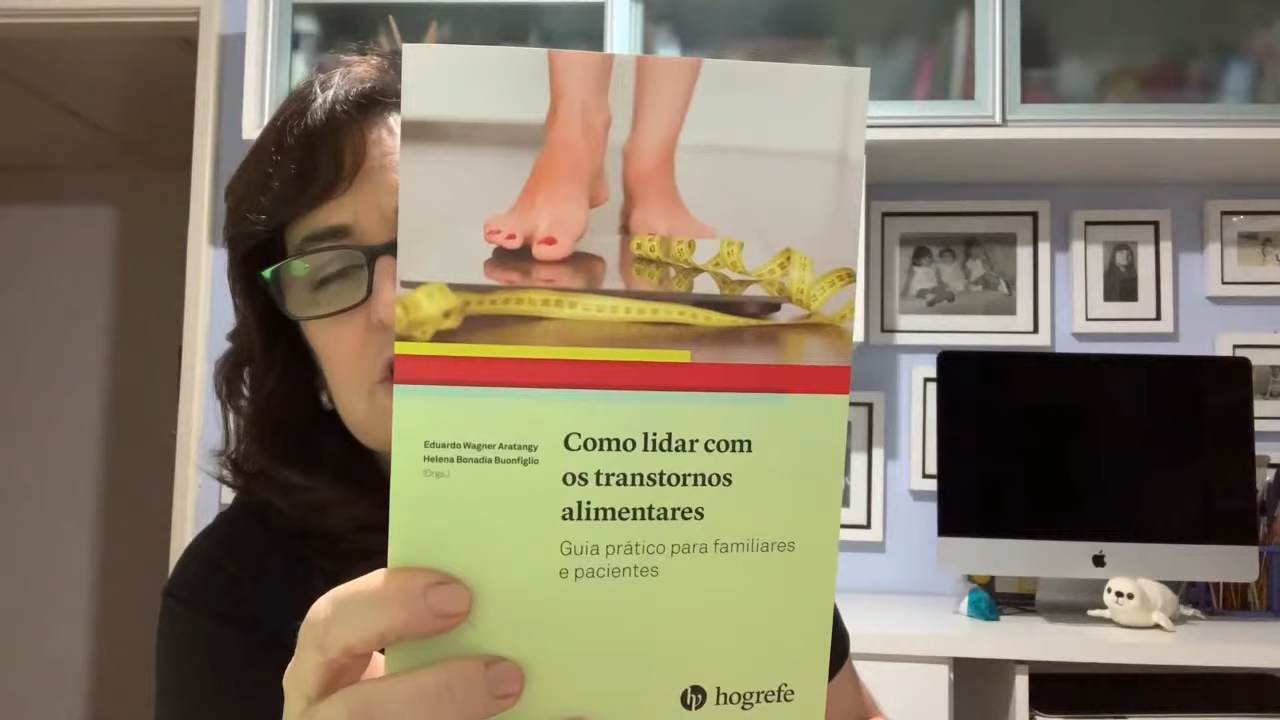 Eduardo Wagner Aratangy
Helena Bonadia Buonfiglio
(Orgs.)
Como lidar com
os transtornos
alimentares
Guia prático para familiares
e pacientes
hogrefe